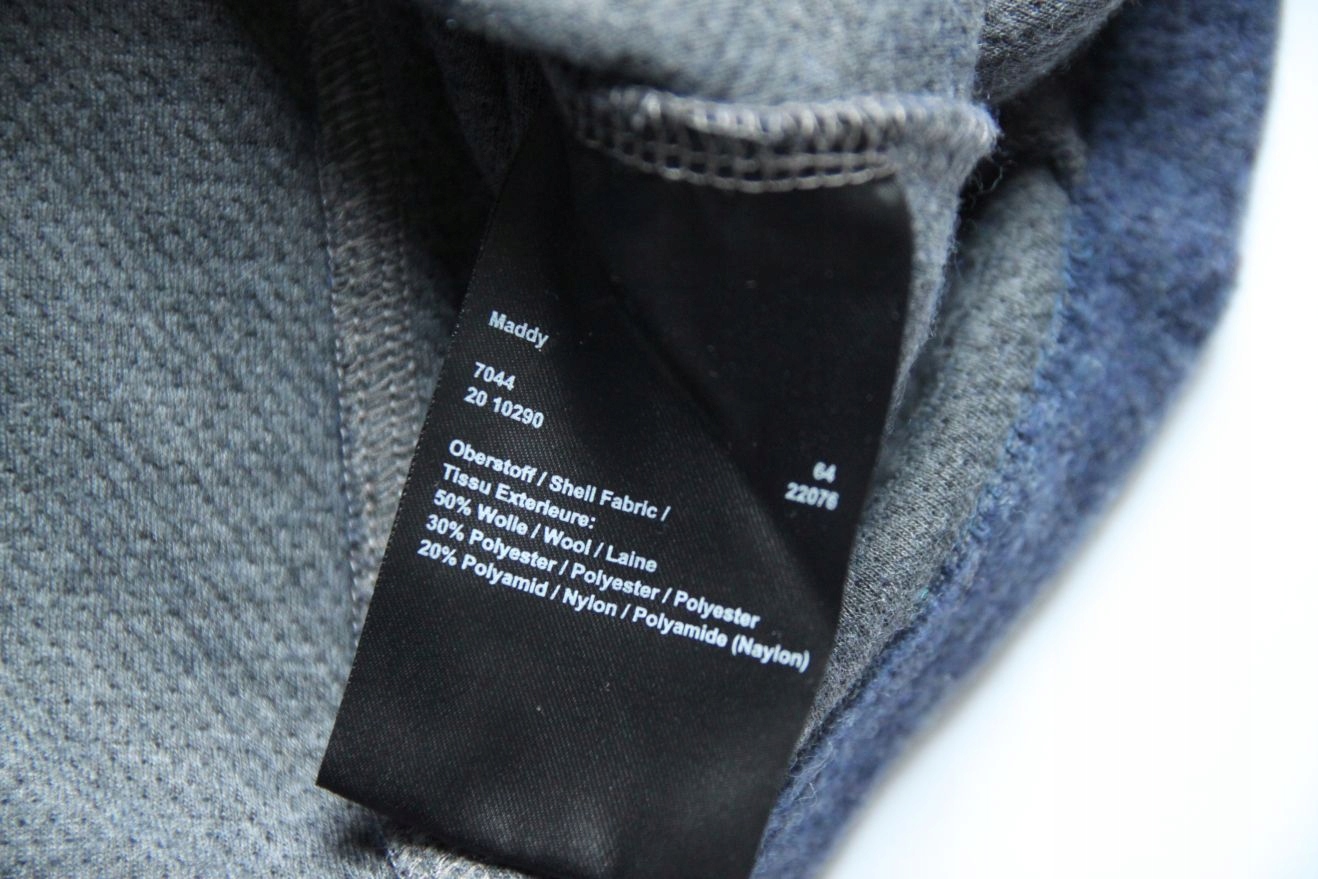 Maddy
7044
20 10290
64
22076
Oberstoff / Shell Fabric /
Tissu Exterieure:
50% Wolle / Wool / Laine
30% Polyester / Polyester / Polyester
20% Polyamid / Nylon / Polyamide (Naylon)